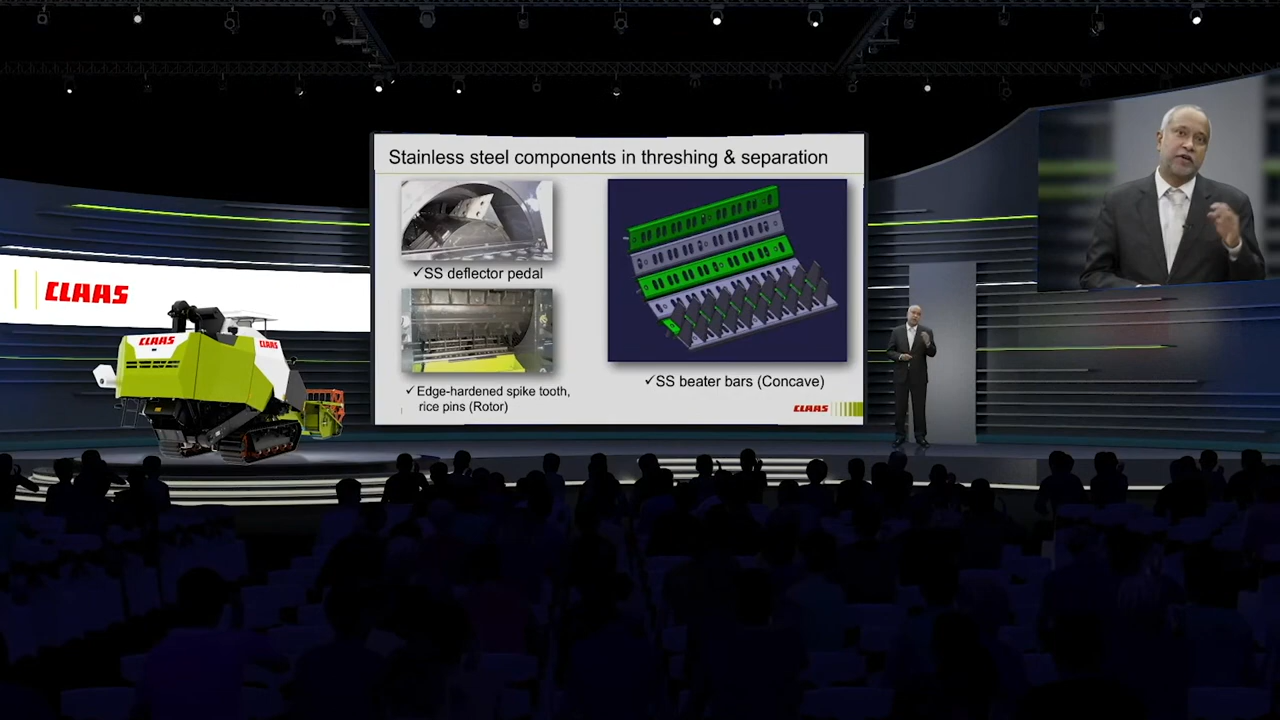 Stainless steel components in threshing & separation
✓SS deflector pedal
✓Edge-hardened spike tooth,
rice pins (Rotor)
✓SS beater bars (Concave)
CLAAS
CLAAS
CLAAS
CLAAS